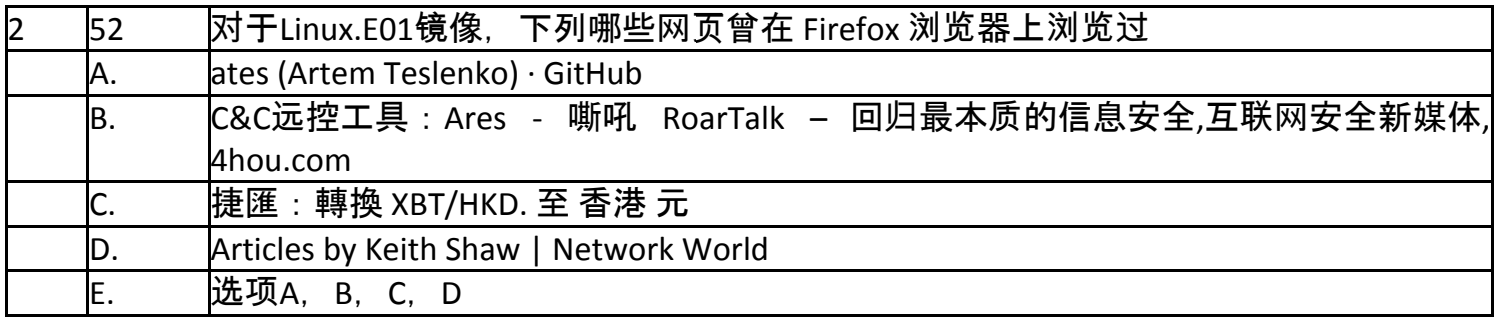 2 52 对于Linux.E01镜像， 下列哪些网页曾在 Firefox 浏览器上浏览过
A. ates (Artem Teslenko) · GitHub
B. C&C远控工具：Ares - 嘶吼 RoarTalk – 回归最本质的信息安全,互联网安全新媒体,
4hou.com
C. 捷匯：轉換 XBT/HKD. 至 香港 元
D. Articles by Keith Shaw | Network World
E. 选项A， B， C， D